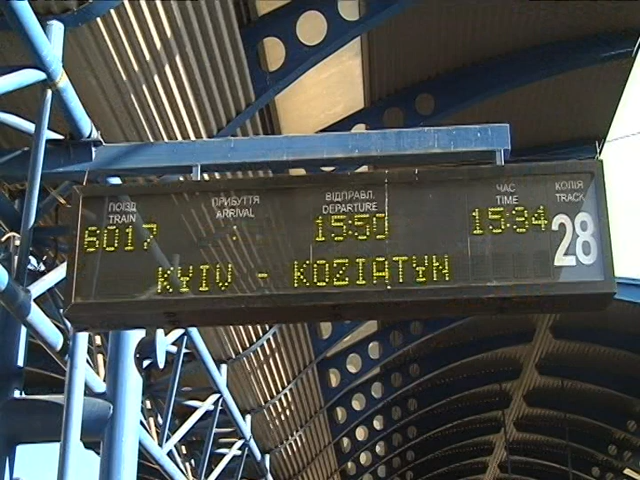 ПОЇЗД ПРИБУТТЯ ВІДПРАВЛ. ЧАС КОЛІЯ
TRAIN ARRIVAL DEPARTURE TIME TRACK
6017 : 15:50 15:34 28
KYIV - KOZIATYN